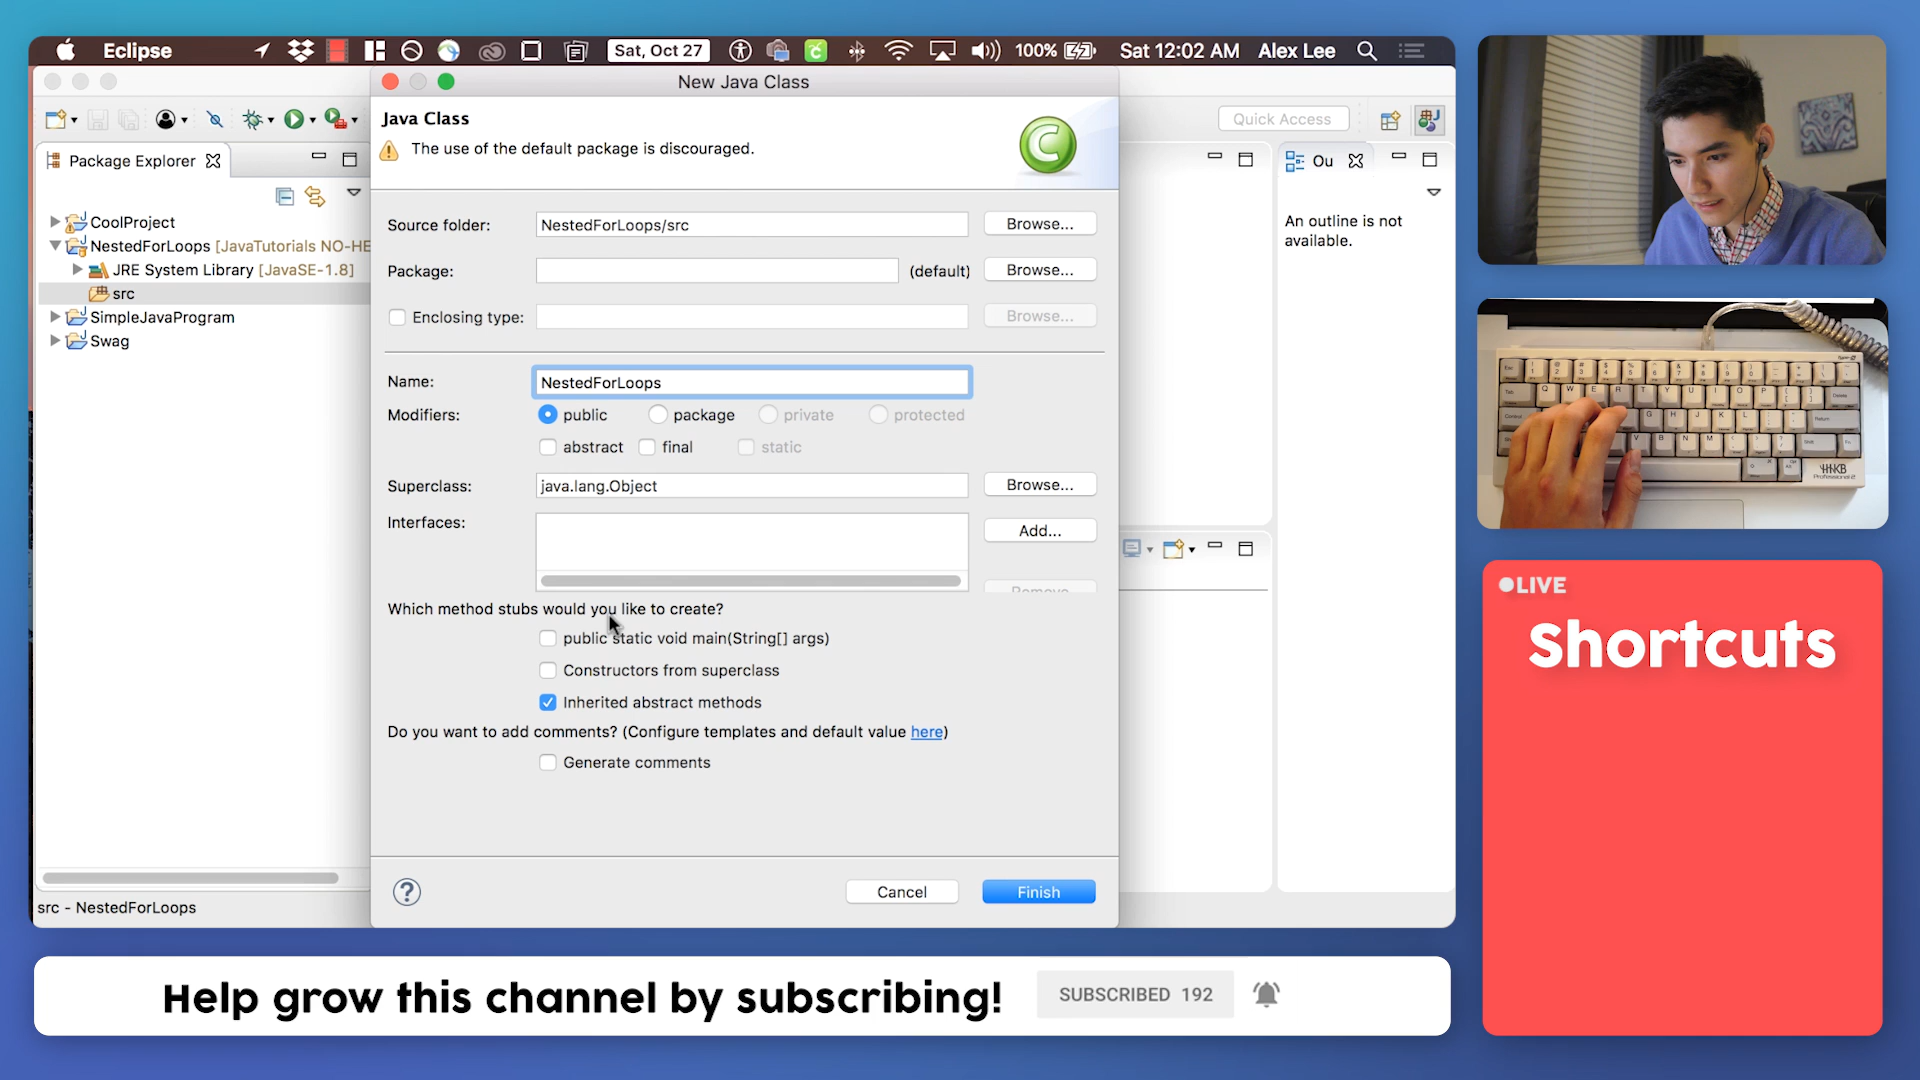 Eclipse
Sat, Oct 27
100%
Sat 12:02 AM
Alex Lee
New Java Class
Java Class
The use of the default package is discouraged.
Quick Access
Package Explorer
CoolProject
NestedForLoops [JavaTutorials NO-HE
JRE System Library [JavaSE-1.8]
src
SimpleJavaProgram
Swag
Source folder: NestedForLoops/src Browse...
Package: (default) Browse...
Enclosing type: Browse...
Name: NestedForLoops
Modifiers: public package private protected
abstract final static
Superclass: java.lang.Object Browse...
Interfaces: Add...
Remove
Which method stubs would you like to create?
public static void main(String[] args)
Constructors from superclass
Inherited abstract methods
Do you want to add comments? (Configure templates and default value here)
Generate comments
? Cancel Finish
Ou
An outline is not
available.
src - NestedForLoops
LIVE
Shortcuts
Help grow this channel by subscribing!
SUBSCRIBED 192
HHKB
Professional 2